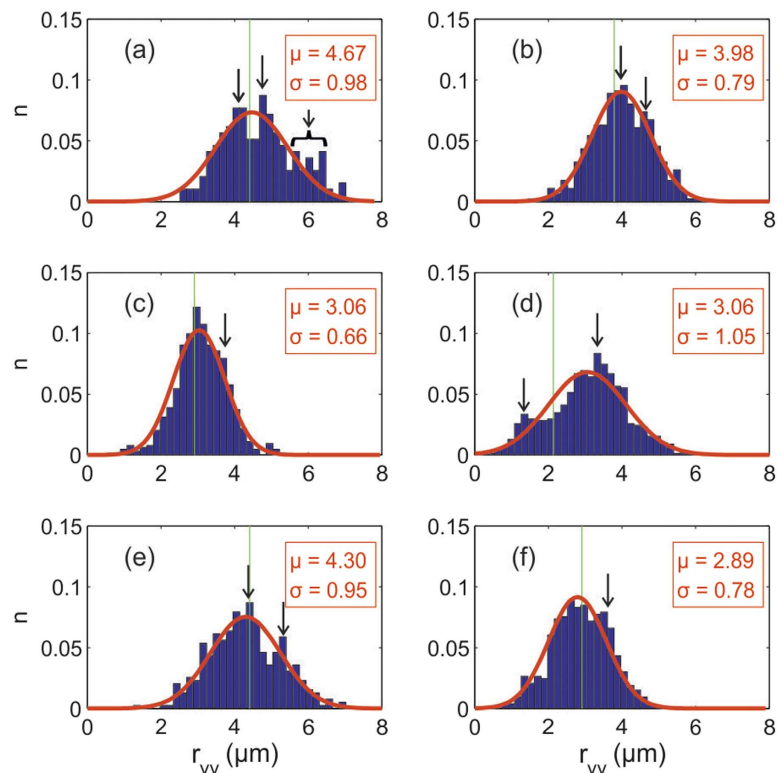 0.15
(a)
μ = 4.67
σ = 0.98
0.1
n
0.05
0
0 2 4 6 8
0.15
(b)
μ = 3.98
σ = 0.79
0.1
0.05
0
0 2 4 6 8
0.15
(c)
μ = 3.06
σ = 0.66
0.1
n
0.05
0
0 2 4 6 8
0.15
(d)
μ = 3.06
σ = 1.05
0.1
0.05
0
0 2 4 6 8
0.15
(e)
μ = 4.30
σ = 0.95
0.1
n
0.05
0
0 2 4 6 8
r_vv (μm)
0.15
(f)
μ = 2.89
σ = 0.78
0.1
0.05
0
0 2 4 6 8
r_vv (μm)